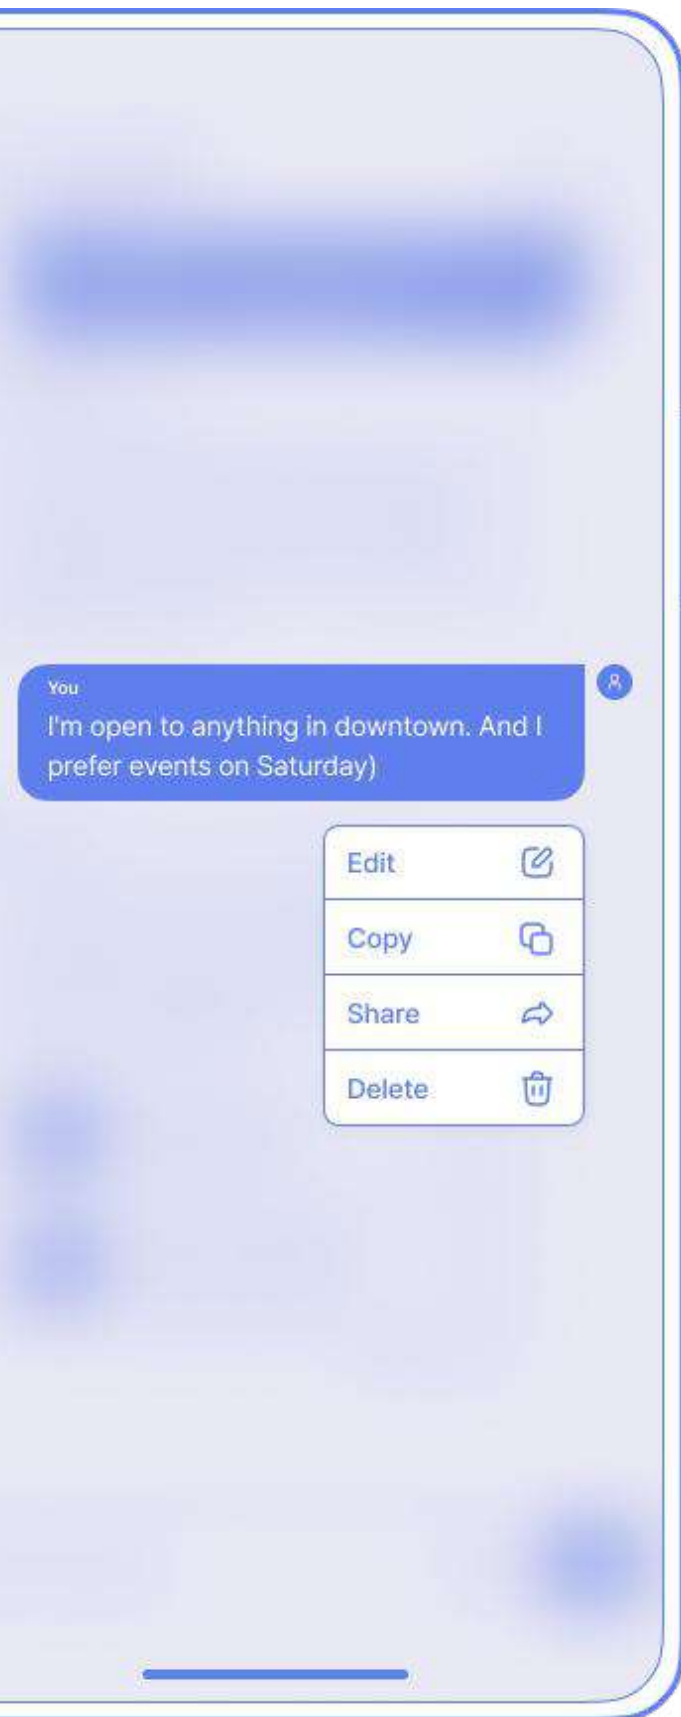 You
I'm open to anything in downtown. And I
prefer events on Saturday)
Edit
Copy
Share
Delete